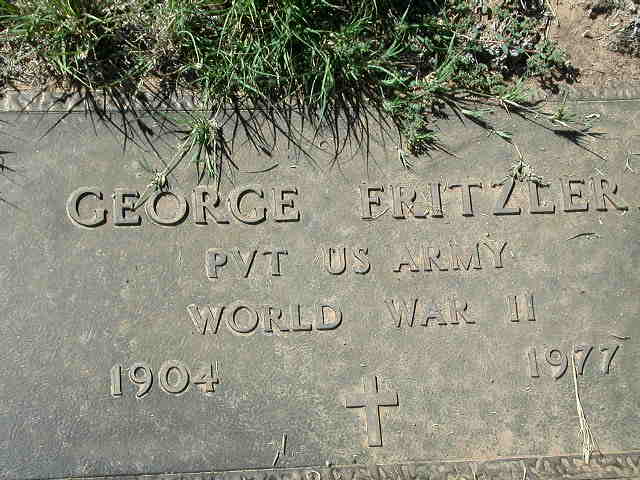 GEORGE FRITZLER
PVT US ARMY
WORLD WAR II
1904 1977